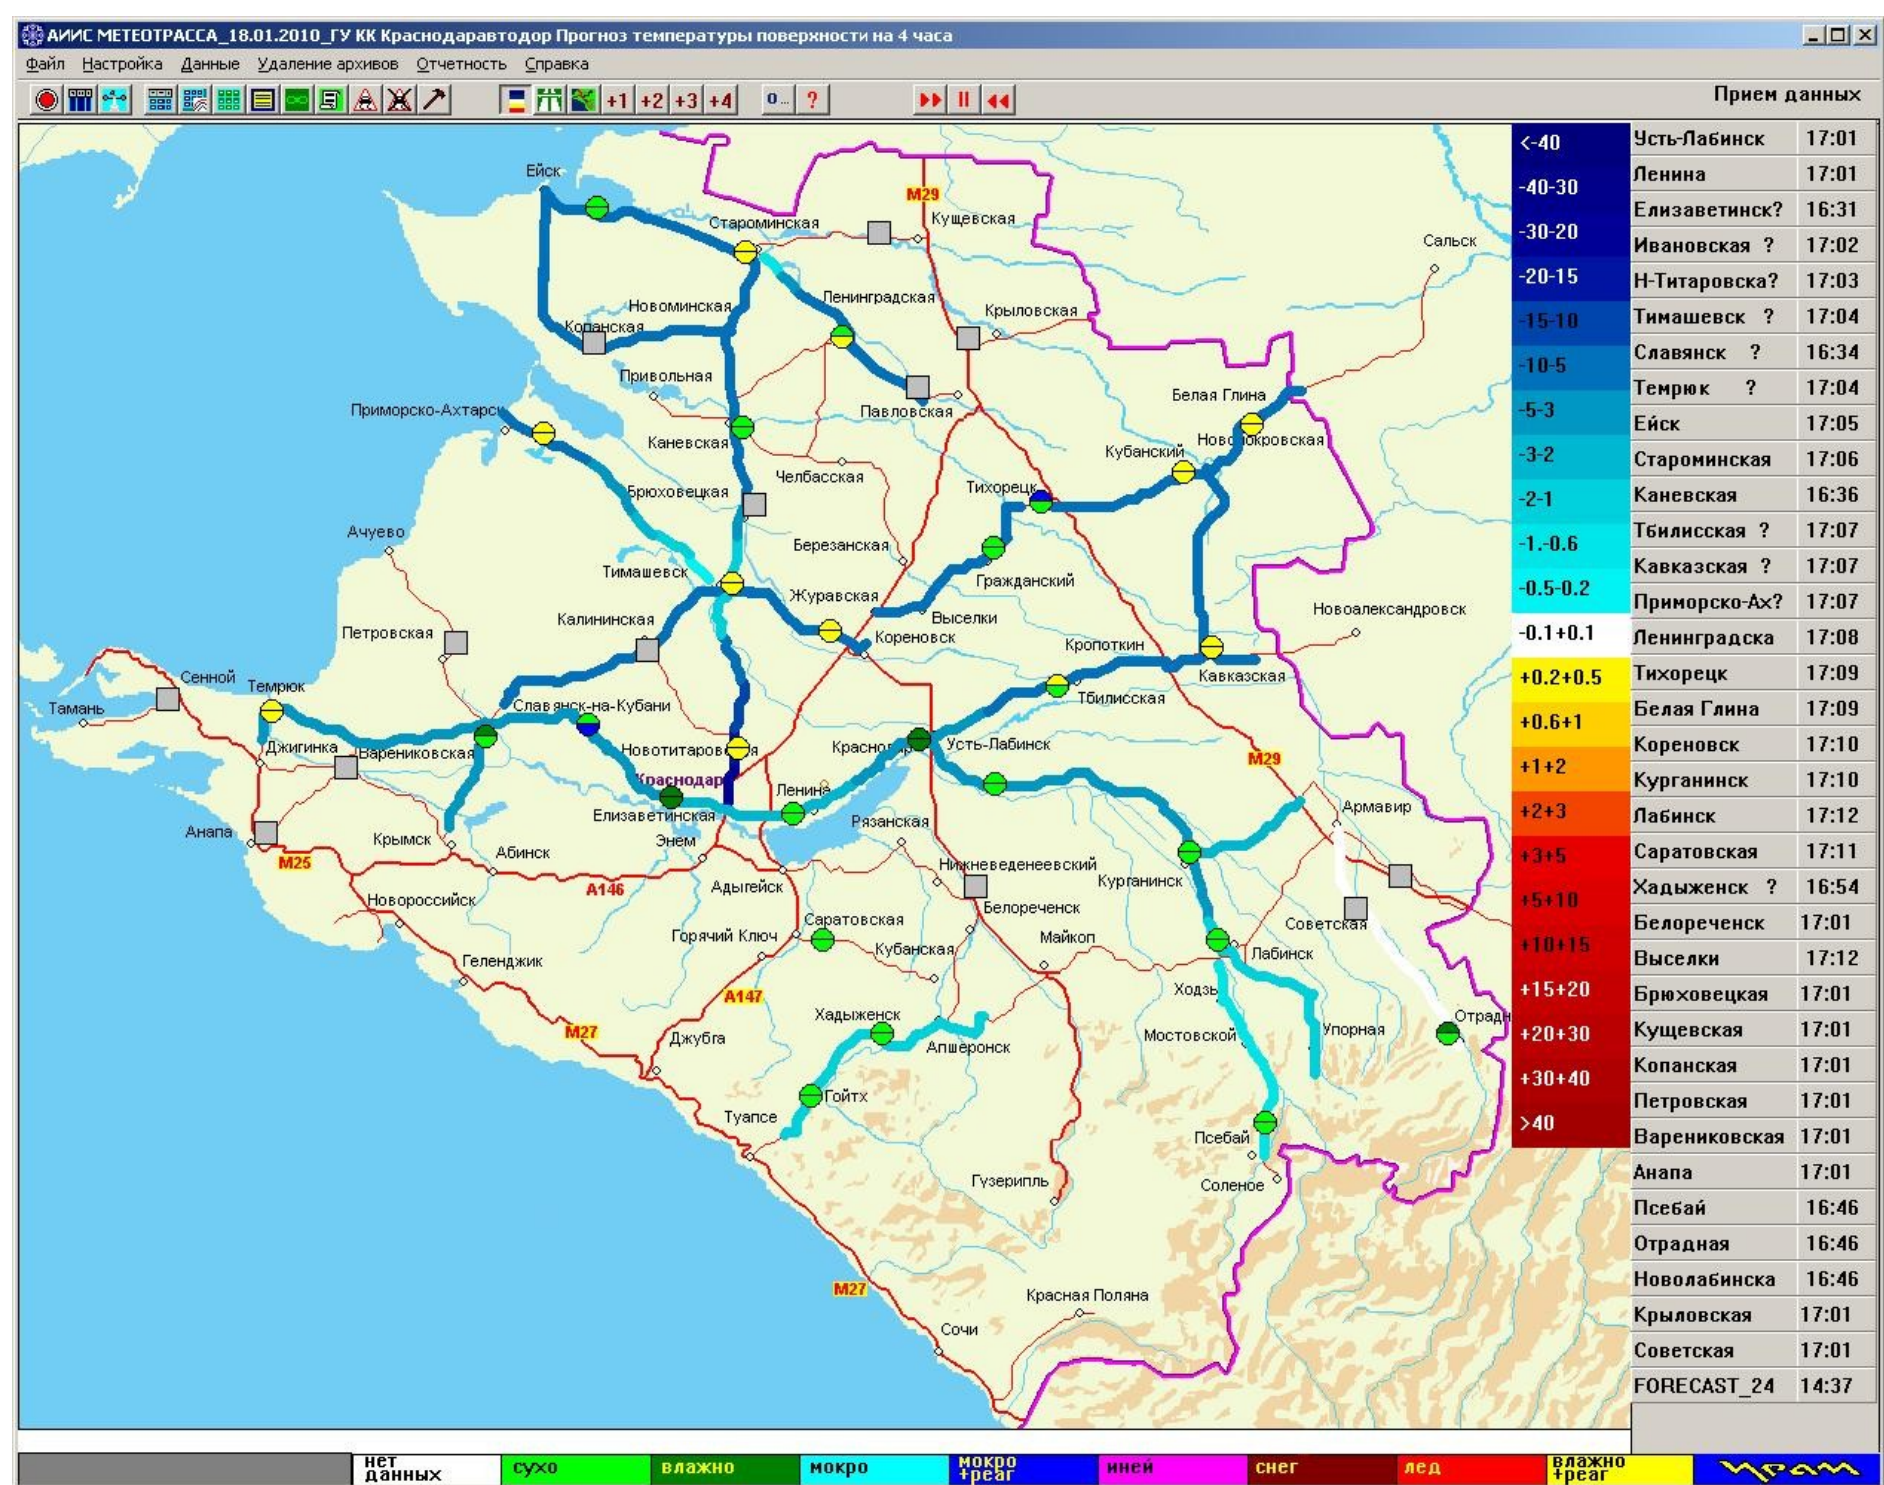 АИИС МЕТЕОТРАССА_18.01.2010_ГУ КК Краснодаравтодор Прогноз температуры поверхности на 4 часа
Файл Настройка Данные Удаление архивов Отчетность Справка
+1 +2 +3 +4 0... ?
Прием данных
Усть-Лабинск 17:01
Ленина 17:01
Елизаветинск? 16:31
Ивановская ? 17:02
Н-Титаровска? 17:03
Тимашевск ? 17:04
Славянск ? 16:34
Темрюк ? 17:04
Ейск 17:05
Староминская 17:06
Каневская 16:36
Тбилисская ? 17:07
Кавказская ? 17:07
Приморско-Ах? 17:07
Ленинградска 17:08
Тихорецк 17:09
Белая Глина 17:09
Кореновск 17:10
Курганинск 17:10
Лабинск 17:12
Саратовская 17:11
Хадыженск ? 16:54
Белореченск 17:01
Выселки 17:12
Брюховецкая 17:01
Кущевская 17:01
Копанская 17:01
Петровская 17:01
Варениковская 17:01
Анапа 17:01
Псебай 16:46
Отрадная 16:46
Новолабинска 16:46
Крыловская 17:01
Советская 17:01
FORECAST_24 14:37
<-40
-40-30
-30-20
-20-15
-15-10
-10-5
-5-3
-3-2
-2-1
-1.-0.6
-0.5-0.2
-0.1+0.1
+0.2+0.5
+0.6+1
+1+2
+2+3
+3+5
+5+10
+10+15
+15+20
+20+30
+30+40
>40
Ейск
М29
Староминская
Кущевская
Сальск
Новоминская
Ленинградская
Крыловская
Копанская
Привольная
Белая Глина
Приморско-Ахтарск
Павловская
Каневская
Новопокровская
Кубанский
Челбасская
Брюховецкая
Тихорецк
Ачуево
Березанская
Тимашевск
Гражданский
Журавская
Новоалександровск
Калининская
Выселки
Петровская
Кореновск
Кропоткин
Сенной
Темрюк
Кавказская
Тамань
Славянск-на-Кубани
Тбилисская
Джигинка
Варениковская
Новотитаровская
Усть-Лабинск
М29
Краснодар
Ленина
Армавир
Елизаветинская
Рязанская
Анапа
Крымск
Энем
Абинск
М25
Нижневеденеевский
А146
Адыгейск
Курганинск
Новороссийск
Белореченск
Саратовская
Советская
Горячий Ключ
Кубанская
Майкоп
Лабинск
Геленджик
Ходзь
А147
Хадыженск
Отрадн
М27
Джубга
Упорная
Мостовской
Апшеронск
Гойтх
Туапсе
Псебай
Гузерипль
Соленое
М27
Красная Поляна
Сочи
нет данных
сухо
влажно
мокро
мокро +реаг
иней
снег
лед
влажно +реаг
ирам